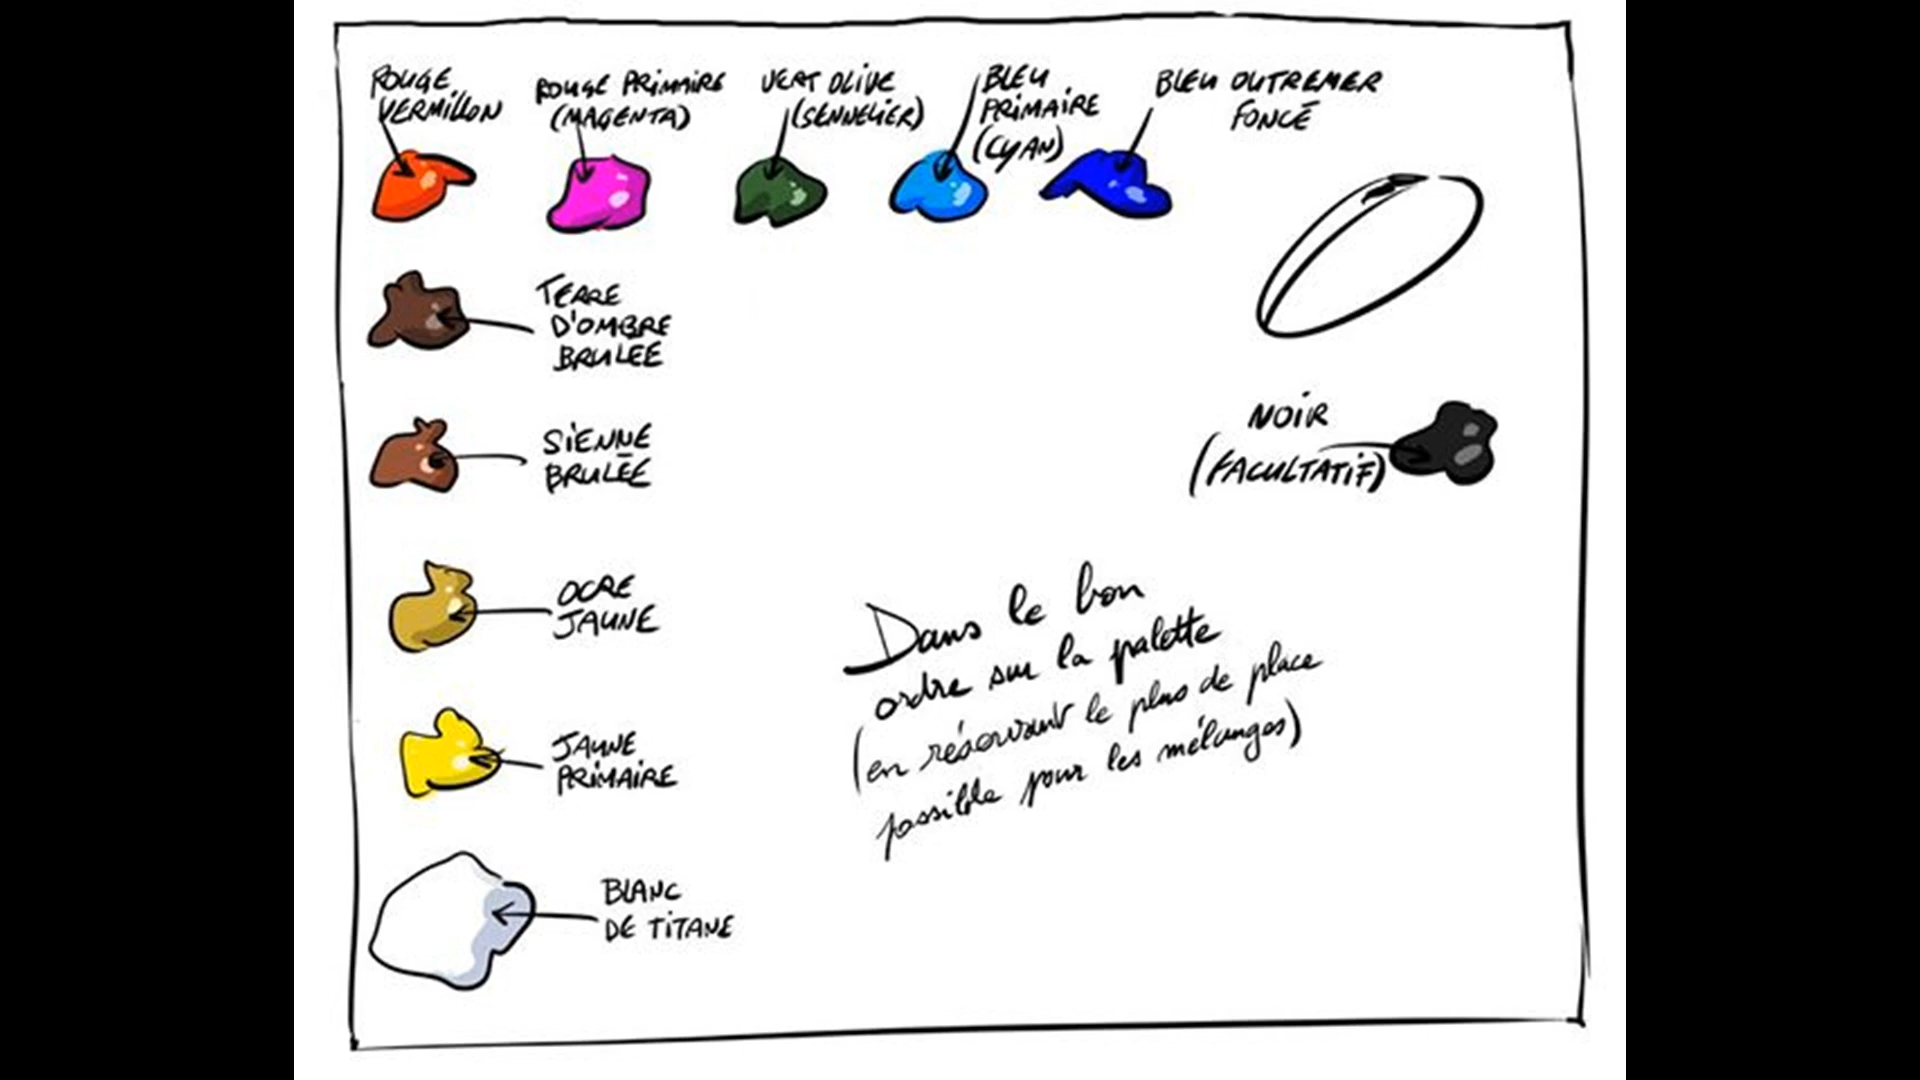 ROUGE
VERMILLON
ROUGE PRIMAIRE
(MAGENTA)
VERT OLIVE
(SENNELIER)
BLEU
PRIMAIRE
(CYAN)
BLEU OUTREMER
FONCÉ
TERRE
D'OMBRE
BRULEE
SIENNE
BRULÉE
NOIR
(FACULTATIF)
OCRE
JAUNE
JAUNE
PRIMAIRE
BLANC
DE TITANE
Dans le bon
ordre sur la palette
(en réservant le plus de place
possible pour les mélanges)